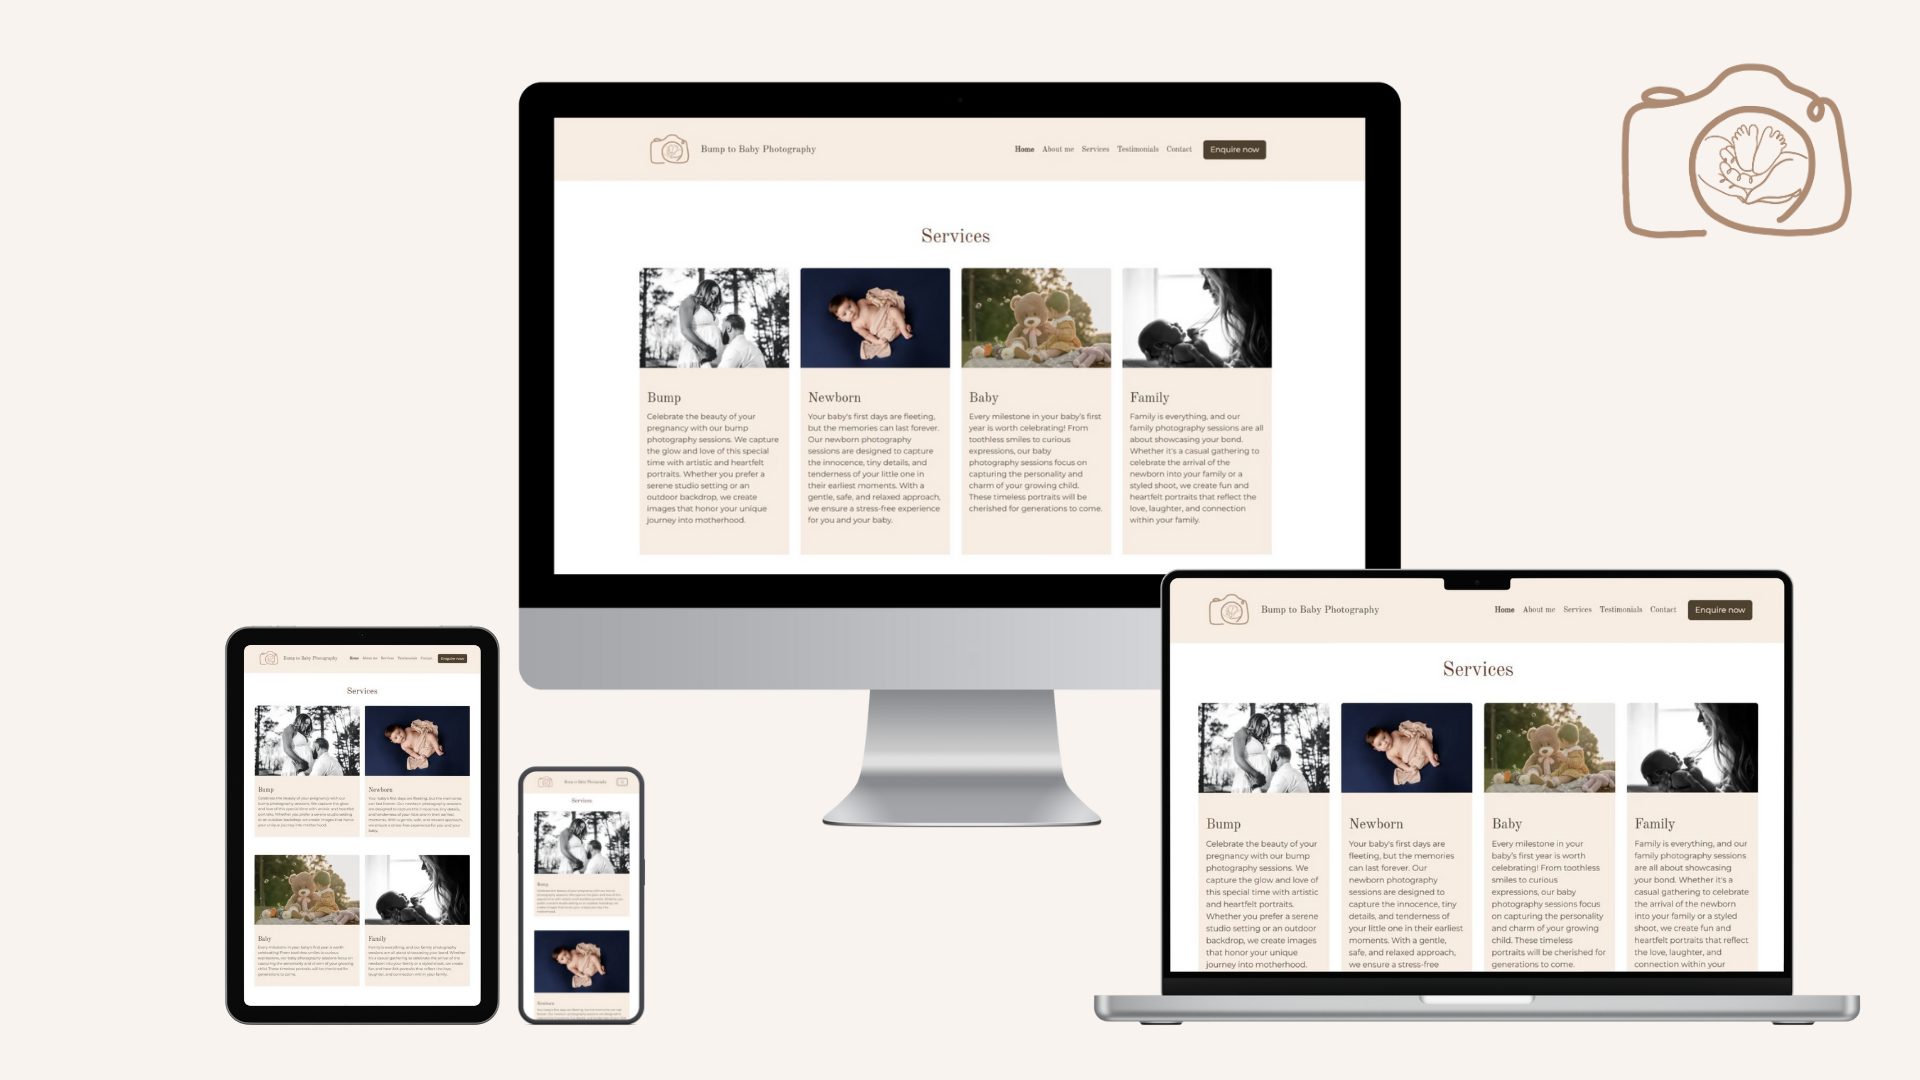 Bump to Baby Photography
Home About me Services Testimonials Contact Enquire now
Services
Bump
Celebrate the beauty of your
pregnancy with our bump
photography sessions. We capture
the glow and love of this special
time with artistic and heartfelt
portraits. Whether you prefer a
serene studio setting or an
outdoor backdrop, we create
images that honor your unique
journey into motherhood.
Newborn
Your baby's first days are fleeting,
but the memories can last forever.
Our newborn photography
sessions are designed to capture
the innocence, tiny details, and
tenderness of your little one in
their earliest moments. With a
gentle, safe, and relaxed approach,
we ensure a stress-free experience
for you and your baby.
Baby
Every milestone in your baby's first
year is worth celebrating! From
toothless smiles to curious
expressions, our baby
photography sessions focus on
capturing the personality and
charm of your growing child.
These timeless portraits will be
cherished for generations to come.
Family
Family is everything, and our
family photography sessions are all
about showcasing your bond.
Whether it's a casual gathering to
celebrate the arrival of the
newborn into your family or a
styled shoot, we create fun and
heartfelt portraits that reflect the
love, laughter, and connection
within your family.
Bump to Baby Photography
Home About me Services Testimonials Contact Enquire now
Services
Bump
Celebrate the beauty of your
pregnancy with our bump
photography sessions. We
capture the glow and love of
this special time with artistic
and heartfelt portraits.
Whether you prefer a serene
studio setting or an outdoor
backdrop, we create images
that honor your unique
journey into motherhood.
Newborn
Your baby's first days are
fleeting, but the memories
can last forever. Our
newborn photography
sessions are designed to
capture the innocence, tiny
details, and tenderness of
your little one in their earliest
moments. With a gentle,
safe, and relaxed approach,
we ensure a stress-free
Baby
Every milestone in your
baby's first year is worth
celebrating! From toothless
smiles to curious
expressions, our baby
photography sessions focus
on capturing the personality
and charm of your growing
child. These timeless
portraits will be cherished for
generations to come.
Family
Family is everything, and our
family photography sessions
are all about showcasing
your bond. Whether it's a
casual gathering to celebrate
the arrival of the newborn
into your family or a styled
shoot, we create fun and
heartfelt portraits that reflect
the love, laughter, and
connection within your
Bump to Baby Photography
Home About me Services Testimonials Contact Enquire now
Services
Bump
Newborn
Baby
Family
Bump to Baby Photography
Services
Bump
Newborn